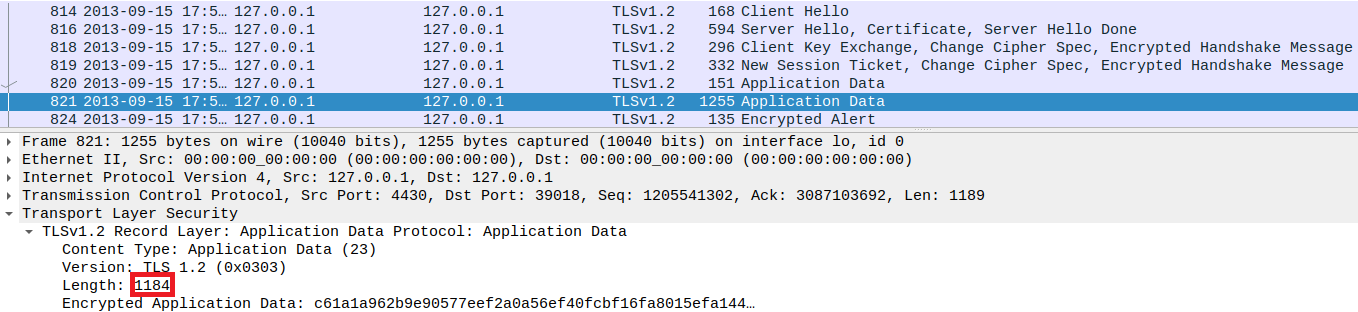 814 2013-09-15 17:5… 127.0.0.1 127.0.0.1 TLSv1.2 168 Client Hello
816 2013-09-15 17:5… 127.0.0.1 127.0.0.1 TLSv1.2 594 Server Hello, Certificate, Server Hello Done
818 2013-09-15 17:5… 127.0.0.1 127.0.0.1 TLSv1.2 296 Client Key Exchange, Change Cipher Spec, Encrypted Handshake Message
819 2013-09-15 17:5… 127.0.0.1 127.0.0.1 TLSv1.2 332 New Session Ticket, Change Cipher Spec, Encrypted Handshake Message
820 2013-09-15 17:5… 127.0.0.1 127.0.0.1 TLSv1.2 151 Application Data
821 2013-09-15 17:5… 127.0.0.1 127.0.0.1 TLSv1.2 1255 Application Data
824 2013-09-15 17:5… 127.0.0.1 127.0.0.1 TLSv1.2 135 Encrypted Alert
Frame 821: 1255 bytes on wire (10040 bits), 1255 bytes captured (10040 bits) on interface lo, id 0
Ethernet II, Src: 00:00:00_00:00:00 (00:00:00:00:00:00), Dst: 00:00:00_00:00:00 (00:00:00:00:00:00)
Internet Protocol Version 4, Src: 127.0.0.1, Dst: 127.0.0.1
Transmission Control Protocol, Src Port: 4430, Dst Port: 39018, Seq: 1205541302, Ack: 3087103692, Len: 1189
Transport Layer Security
TLSv1.2 Record Layer: Application Data Protocol: Application Data
Content Type: Application Data (23)
Version: TLS 1.2 (0x0303)
Length: 1184
Encrypted Application Data: c61a1a962b9e90577eef2a0a56ef40fcbf16fa8015efa144…